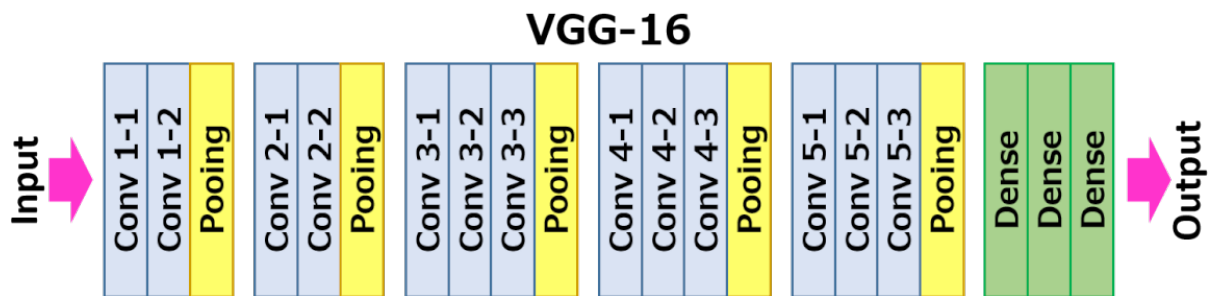 VGG-16
Input
Conv 1-1
Conv 1-2
Pooing
Conv 2-1
Conv 2-2
Pooing
Conv 3-1
Conv 3-2
Conv 3-3
Pooing
Conv 4-1
Conv 4-2
Conv 4-3
Pooing
Conv 5-1
Conv 5-2
Conv 5-3
Pooing
Dense
Dense
Dense
Output